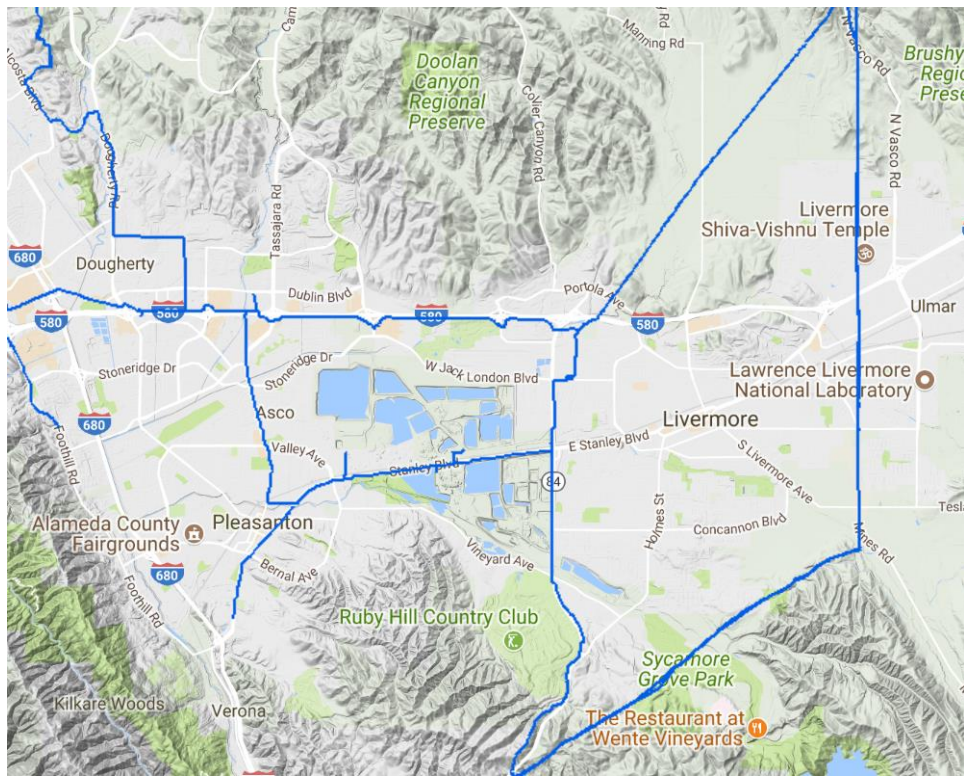 Alcosta Blvd
Cam
N Vasco Rd
Manning Rd
Rd
Doolan
Canyon
Regional
Preserve
Collier Canyon Rd
Brushy
Regio
Prese
N Vasco Rd
Dougherty Rd
Tassajara Rd
Livermore
Shiva-Vishnu Temple
680
Dougherty
580
Dublin Blvd
Portola Ave
580
580
580
580
Ulmar
Stoneridge Dr
Stoneridge Dr
W Jack London Blvd
Lawrence Livermore
National Laboratory
680
Asco
Livermore
Foothill Rd
Valley Ave
E Stanley Blvd
S Livermore Ave
Stanley Blvd
84
Alameda County
Fairgrounds
Pleasanton
Holmes St
Concannon Blvd
Tesla
Mines Rd
Vineyard Ave
Bernal Ave
680
Foothill Rd
Ruby Hill Country Club
Sycamore
Grove Park
Kilkare Woods
Verona
The Restaurant at
Wente Vineyards